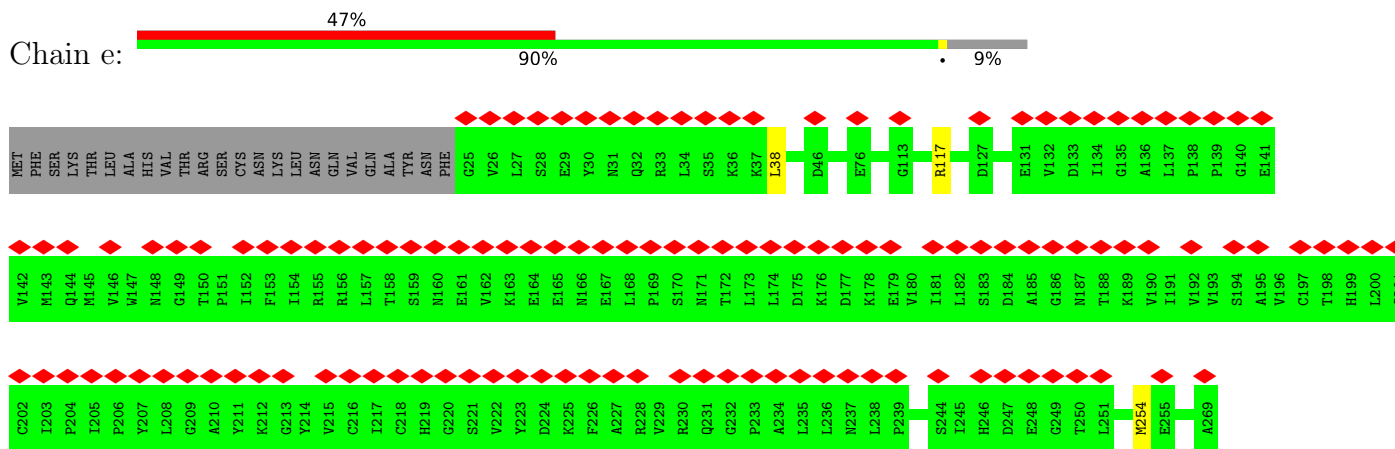 47%
Chain e:
90% • 9%
MET PHE SER LYS THR LEU ALA HIS VAL THR ARG SER CYS ASN LYS LEU ASN GLN VAL GLN ALA TYR ASN PHE G25 V26 L27 S28 E29 Y30 N31 Q32 R33 L34 S35 K36 K37 L38 D46 E76 G113 R117 D127 E131 V132 D133 I134 G135 A136 L137 P138 P139 G140 E141
V142 M143 Q144 M145 V146 W147 N148 G149 T150 P151 I152 F153 I154 R155 R156 L157 T158 S159 N160 E161 V162 K163 E164 E165 N166 E167 L168 P169 S170 N171 T172 L173 L174 D175 K176 D177 K178 E179 V180 I181 L182 S183 D184 A185 G186 N187 T188 K189 V190 I191 V192 V193 S194 A195 V196 C197 T198 H199 L200
C202 I203 P204 I205 P206 Y207 L208 G209 A210 Y211 K212 G213 Y214 V215 C216 I217 C218 H219 G220 S221 V222 Y223 D224 K225 F226 A227 R228 V229 R230 Q231 G232 P233 A234 L235 L236 N237 L238 P239 S244 I245 H246 D247 E248 G249 T250 L251 M254 E255 A269